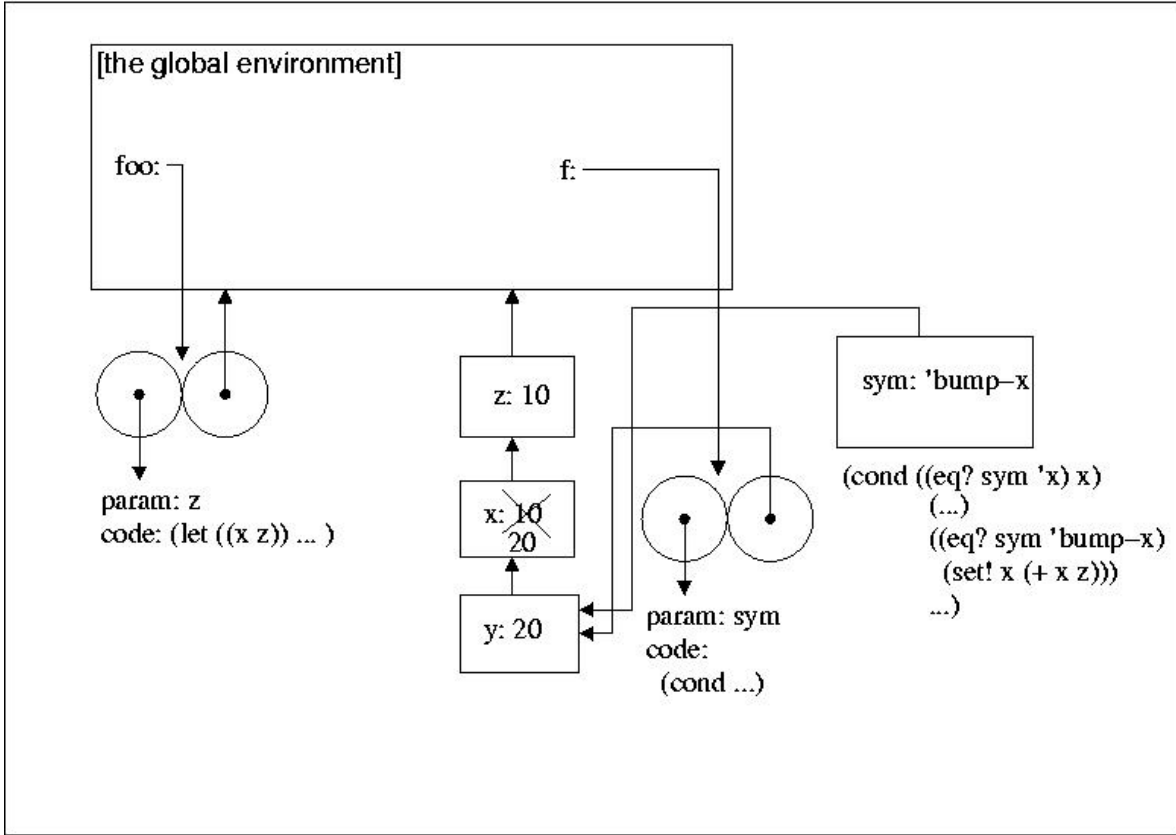 [the global environment]
foo:
f:
z: 10
sym: 'bump−x
x: 10
20
y: 20
param: z
code: (let ((x z)) ... )
param: sym
code:
(cond ...)
(cond ((eq? sym 'x) x)
(...)
((eq? sym 'bump−x)
(set! x (+ x z)))
...)